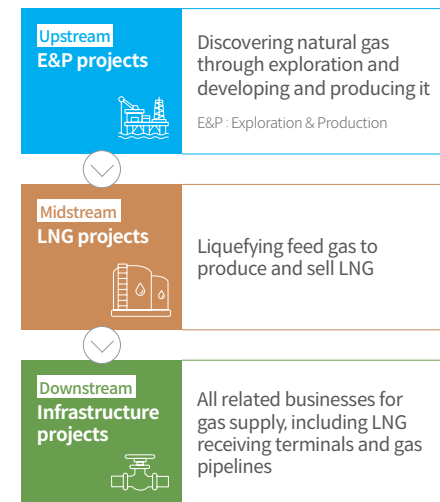 Upstream
E&P projects
Discovering natural gas
through exploration and
developing and producing it
E&P : Exploration & Production
Midstream
LNG projects
Liquefying feed gas to
produce and sell LNG
Downstream
Infrastructure
projects
All related businesses for
gas supply, including LNG
receiving terminals and gas
pipelines